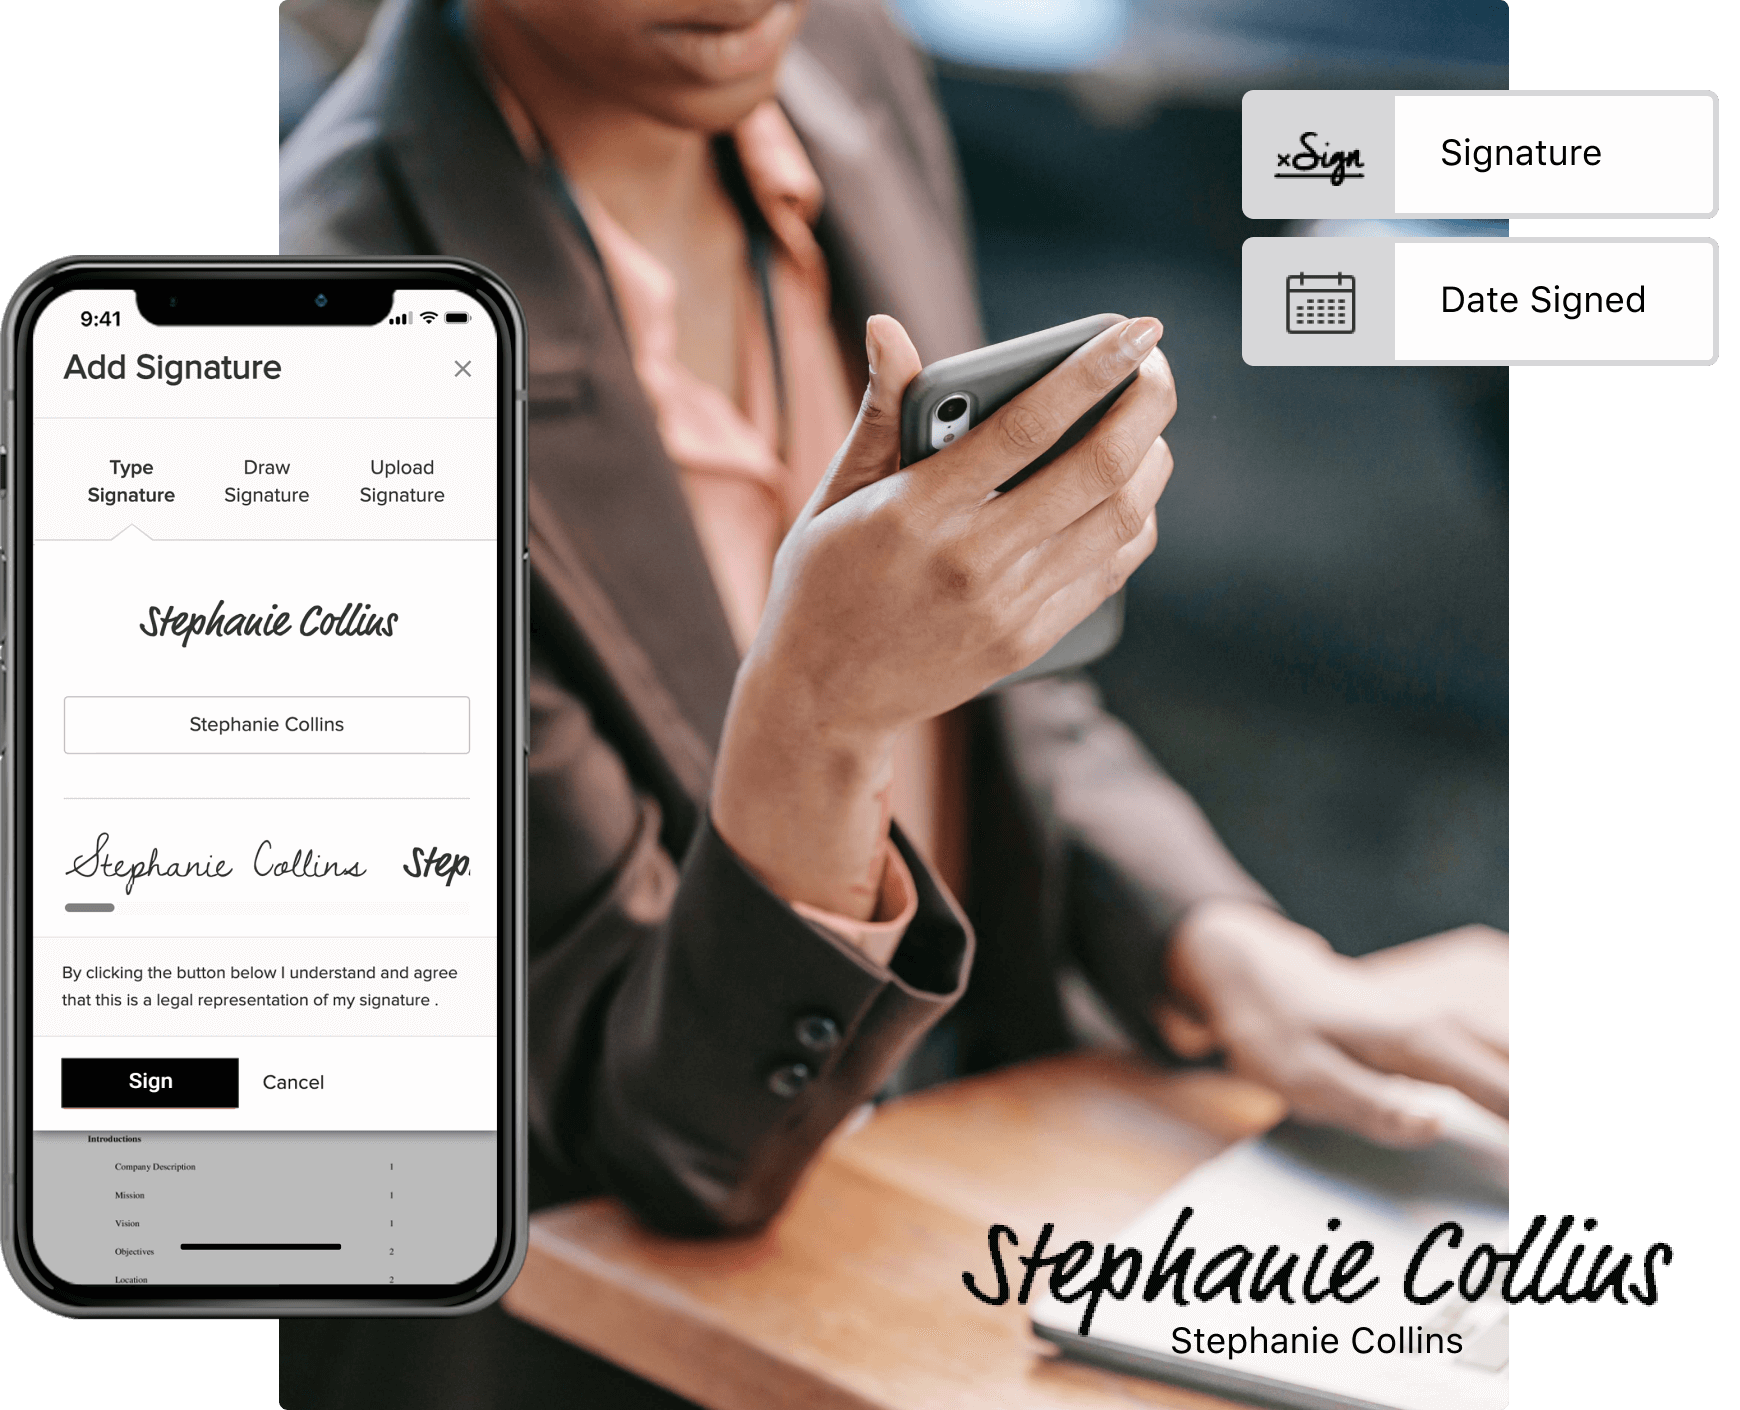 9:41
Add Signature
Type Signature
Draw Signature
Upload Signature
Stephanie Collins
Stephanie Collins
Stephanie Collins
Step
By clicking the button below I understand and agree
that this is a legal representation of my signature .
Sign
Cancel
Introductions
Company Description 1
Mission 1
Vision 1
Objectives 2
Location 2
xSign
Signature
Date Signed
Stephanie Collins
Stephanie Collins